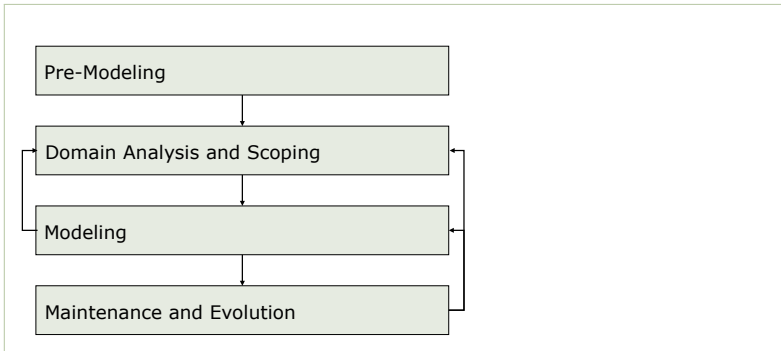 Pre-Modeling
Domain Analysis and Scoping
Modeling
Maintenance and Evolution